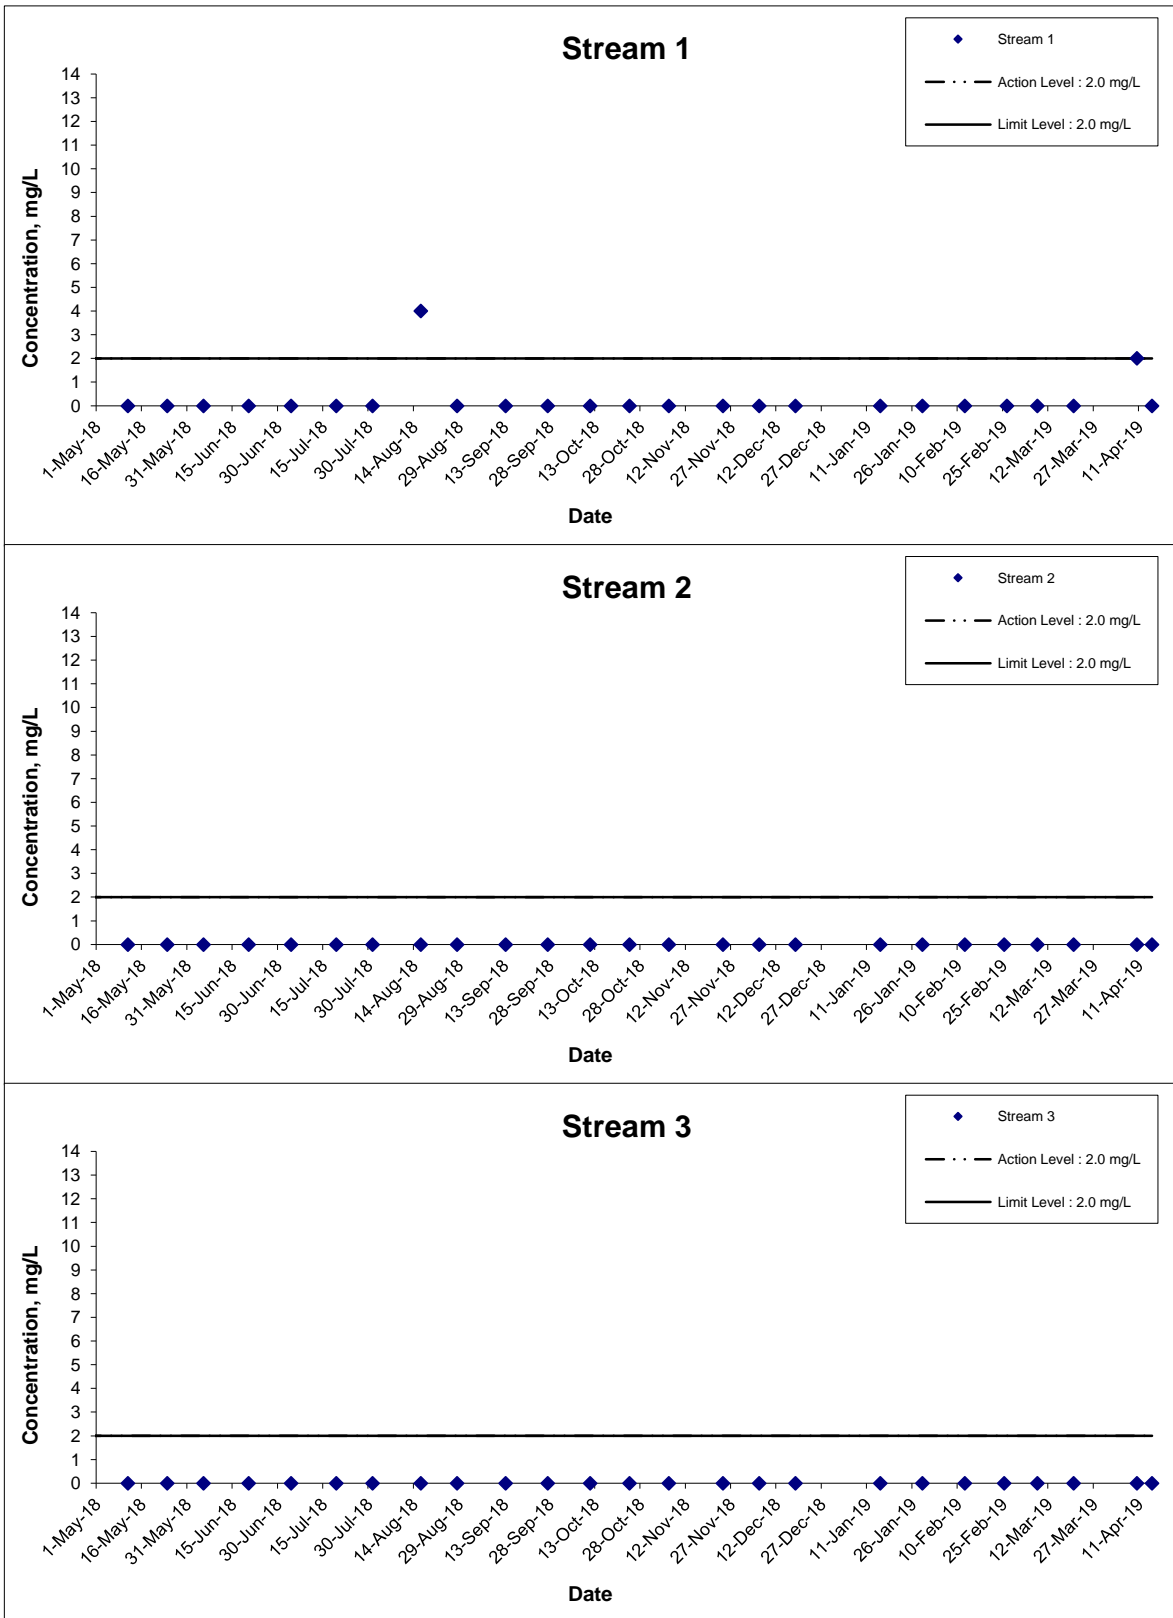 Stream 1
Stream 1
Action Level : 2.0 mg/L
Limit Level : 2.0 mg/L
Concentration, mg/L
14
13
12
11
10
9
8
7
6
5
4
3
2
1
0
1-May-18
16-May-18
31-May-18
15-Jun-18
30-Jun-18
15-Jul-18
30-Jul-18
14-Aug-18
29-Aug-18
13-Sep-18
28-Sep-18
13-Oct-18
28-Oct-18
12-Nov-18
27-Nov-18
12-Dec-18
27-Dec-18
11-Jan-19
26-Jan-19
10-Feb-19
25-Feb-19
12-Mar-19
27-Mar-19
11-Apr-19
Date
Stream 2
Stream 2
Action Level : 2.0 mg/L
Limit Level : 2.0 mg/L
Concentration, mg/L
14
13
12
11
10
9
8
7
6
5
4
3
2
1
0
1-May-18
16-May-18
31-May-18
15-Jun-18
30-Jun-18
15-Jul-18
30-Jul-18
14-Aug-18
29-Aug-18
13-Sep-18
28-Sep-18
13-Oct-18
28-Oct-18
12-Nov-18
27-Nov-18
12-Dec-18
27-Dec-18
11-Jan-19
26-Jan-19
10-Feb-19
25-Feb-19
12-Mar-19
27-Mar-19
11-Apr-19
Date
Stream 3
Stream 3
Action Level : 2.0 mg/L
Limit Level : 2.0 mg/L
Concentration, mg/L
14
13
12
11
10
9
8
7
6
5
4
3
2
1
0
1-May-18
16-May-18
31-May-18
15-Jun-18
30-Jun-18
15-Jul-18
30-Jul-18
14-Aug-18
29-Aug-18
13-Sep-18
28-Sep-18
13-Oct-18
28-Oct-18
12-Nov-18
27-Nov-18
12-Dec-18
27-Dec-18
11-Jan-19
26-Jan-19
10-Feb-19
25-Feb-19
12-Mar-19
27-Mar-19
11-Apr-19
Date